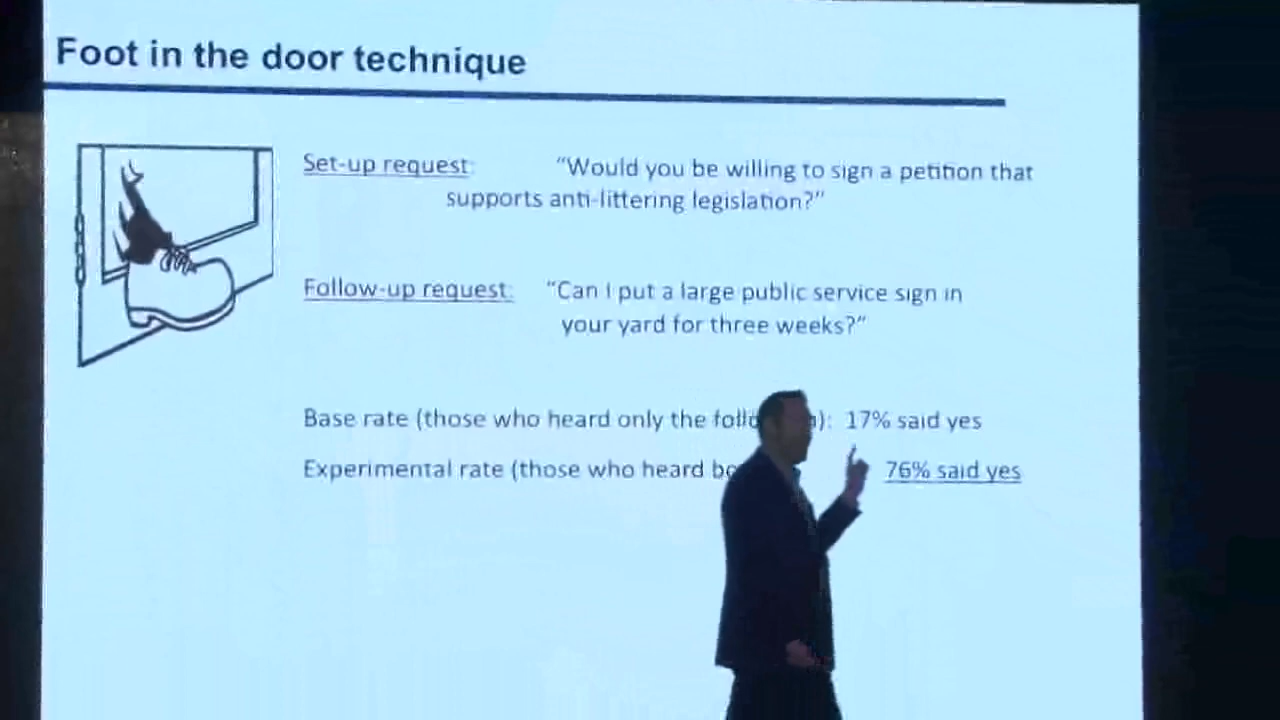 Foot in the door technique
Set-up request: "Would you be willing to sign a petition that
supports anti-littering legislation?"
Follow-up request: "Can I put a large public service sign in
your yard for three weeks?"
Base rate (those who heard only the ): 17% said yes
Experimental rate (those who heard 76% said yes